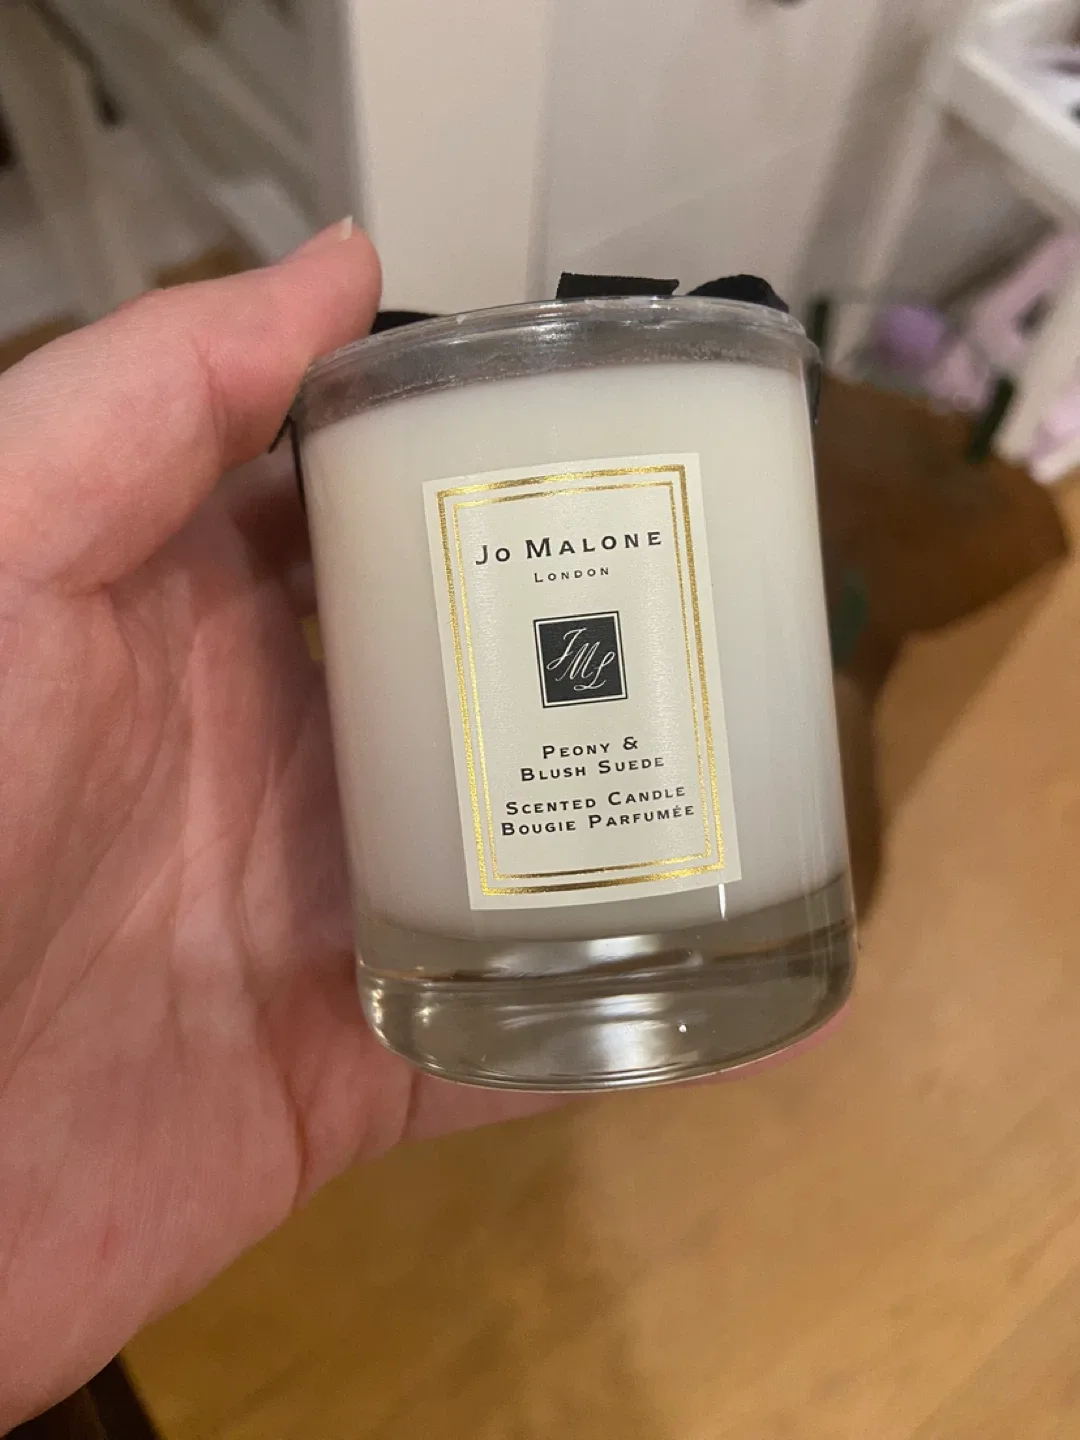 Jo Malone
London
JML
Peony &
Blush Suede
Scented Candle
Bougie Parfumée